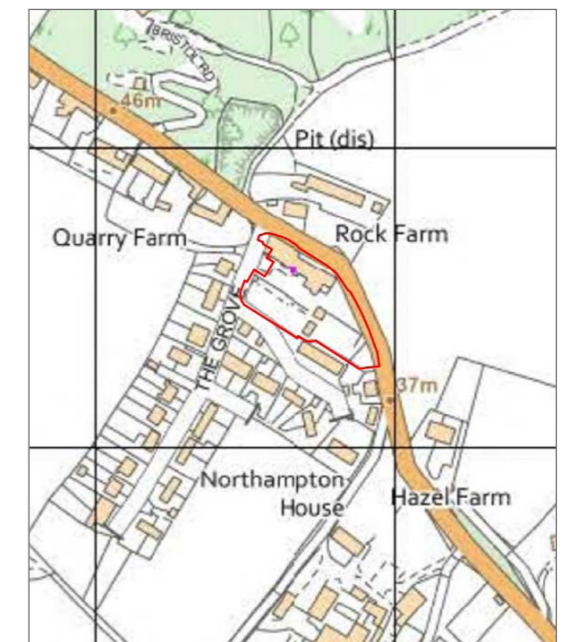 BRISTOL RD
46m
Pit (dis)
Quarry Farm
Rock Farm
THE GROVE
37m
Northampton
House
Hazel Farm